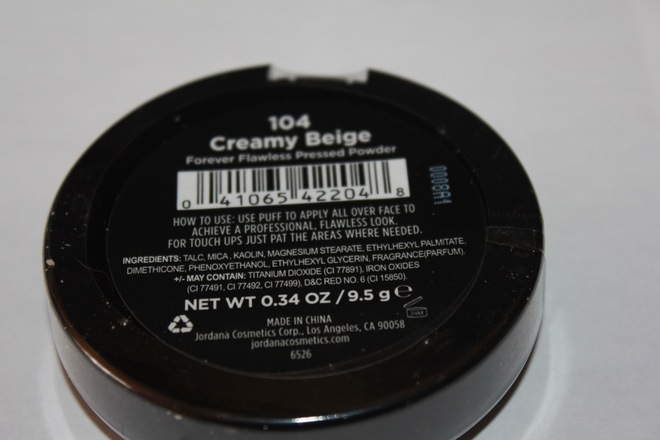 104
Creamy Beige
Forever Flawless Pressed Powder
0 41065 42204 8
0008A1
HOW TO USE: USE PUFF TO APPLY ALL OVER FACE TO
ACHIEVE A PROFESSIONAL, FLAWLESS LOOK.
FOR TOUCH UPS JUST PAT THE AREAS WHERE NEEDED.
INGREDIENTS: TALC, MICA , KAOLIN, MAGNESIUM STEARATE, ETHYLHEXYL PALMITATE,
DIMETHICONE, PHENOXYETHANOL, ETHYLHEXYL GLYCERIN, FRAGRANCE(PARFUM).
+/- MAY CONTAIN: TITANIUM DIOXIDE (CI 77891), IRON OXIDES
(CI 77491, CI 77492, CI 77499), D&C RED NO. 6 (CI 15850).
NET WT 0.34 OZ / 9.5 g ℮
24M
MADE IN CHINA
Jordana Cosmetics Corp., Los Angeles, CA 90058
jordanacosmetics.com
6526